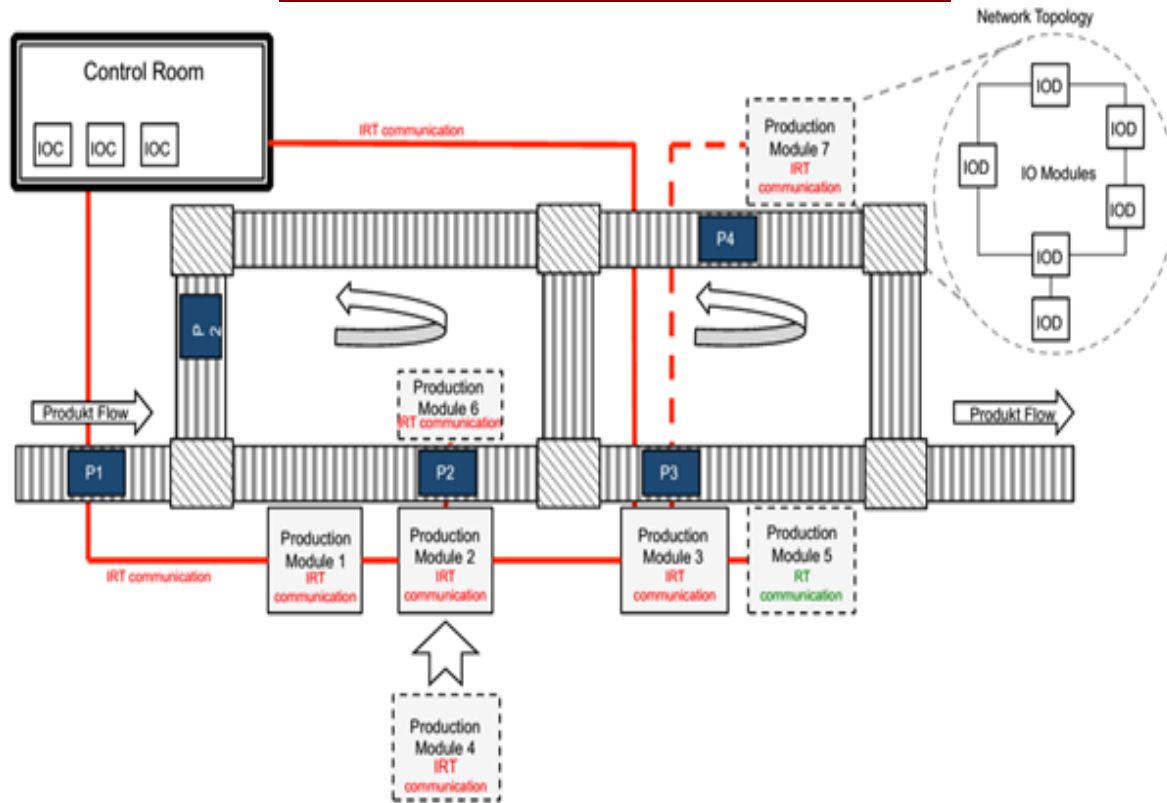 Network Topology
Control Room
IOC IOC IOC
IRT communication
Production
Module 7
IRT
communication
IOD
IOD
IOD
IO Modules
IOD
IOD
IOD
P4
P 2
Produkt Flow
Production
Module 6
IRT communication
Produkt Flow
P1
P2
P3
Production
Module 1
IRT
communication
Production
Module 2
IRT
communication
Production
Module 3
IRT
communication
Production
Module 5
RT
communication
IRT communication
Production
Module 4
IRT
communication